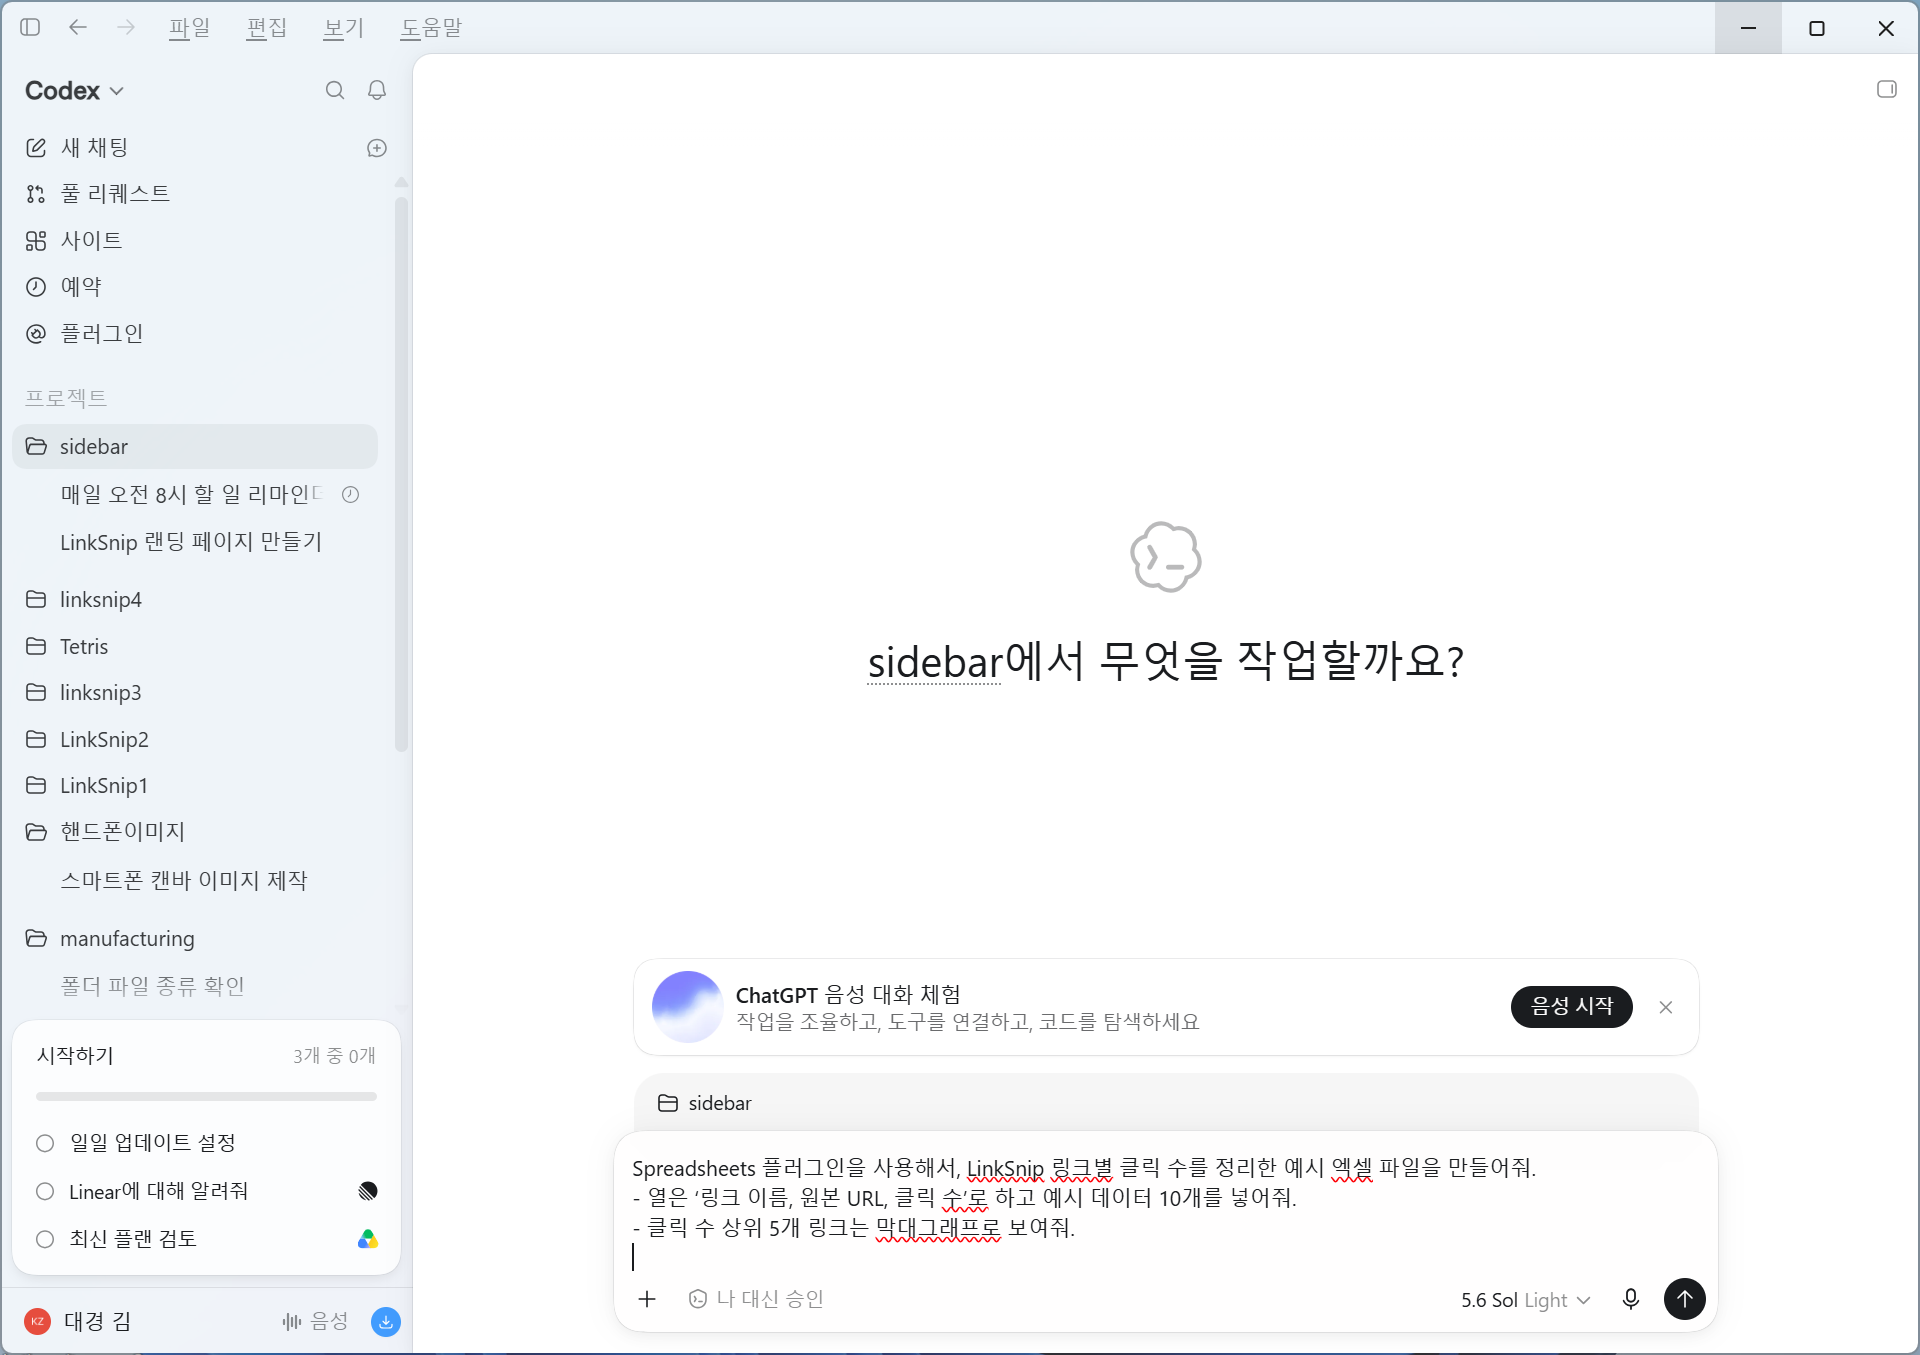 파일 편집 보기 도움말
Codex
새 채팅
풀 리퀘스트
사이트
예약
플러그인
프로젝트
sidebar
매일 오전 8시 할 일 리마인
LinkSnip 랜딩 페이지 만들기
linksnip4
Tetris
linksnip3
LinkSnip2
LinkSnip1
핸드폰이미지
스마트폰 캔바 이미지 제작
manufacturing
폴더 파일 종류 확인
시작하기 3개 중 0개
일일 업데이트 설정
Linear에 대해 알려줘
최신 플랜 검토
KZ 대경 김 음성
sidebar에서 무엇을 작업할까요?
ChatGPT 음성 대화 체험
작업을 조율하고, 도구를 연결하고, 코드를 탐색하세요
음성 시작
sidebar
Spreadsheets 플러그인을 사용해서, LinkSnip 링크별 클릭 수를 정리한 예시 엑셀 파일을 만들어줘.
- 열은 ‘링크 이름, 원본 URL, 클릭 수’로 하고 예시 데이터 10개를 넣어줘.
- 클릭 수 상위 5개 링크는 막대그래프로 보여줘.
나 대신 승인 5.6 Sol Light